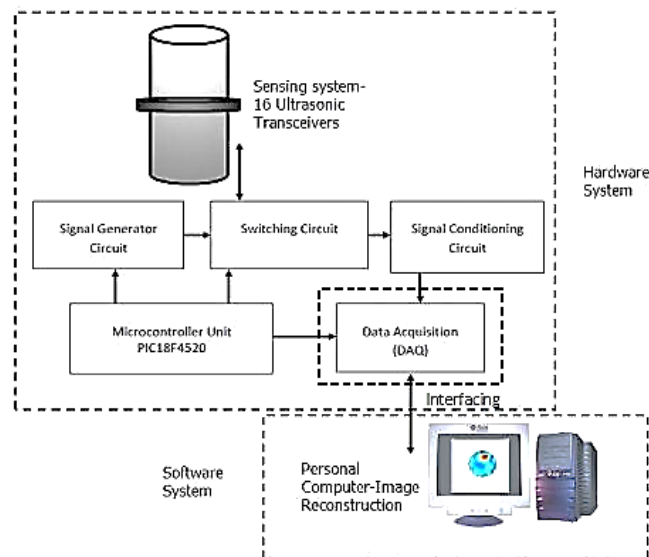 Sensing system-
16 Ultrasonic
Transceivers
Hardware
System
Signal Generator
Circuit
Switching Circuit
Signal Conditioning
Circuit
Microcontroller Unit
PIC18F4520
Data Acquisition
(DAQ)
Interfacing
Software
System
Personal
Computer-Image
Reconstruction